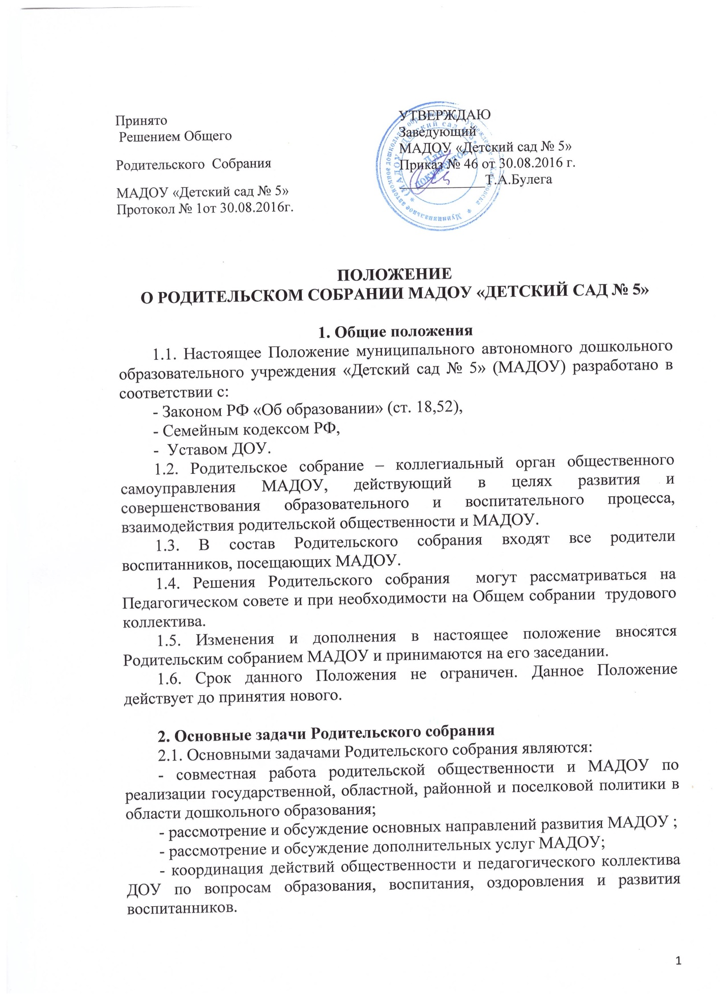 Принято
Решением Общего
Родительского Собрания
МАДОУ «Детский сад № 5»
Протокол № 1от 30.08.2016г.
УТВЕРЖДАЮ
Заведующий
МАДОУ «Детский сад № 5»
Приказ № 46 от 30.08.2016 г.
____________ Т.А.Булега
Для
документов
ПОЛОЖЕНИЕ
О РОДИТЕЛЬСКОМ СОБРАНИИ МАДОУ «ДЕТСКИЙ САД № 5»
1. Общие положения
1.1. Настоящее Положение муниципального автономного дошкольного
образовательного учреждения «Детский сад № 5» (МАДОУ) разработано в
соответствии с:
- Законом РФ «Об образовании» (ст. 18,52),
- Семейным кодексом РФ,
- Уставом ДОУ.
1.2. Родительское собрание – коллегиальный орган общественного
самоуправления МАДОУ, действующий в целях развития и
совершенствования образовательного и воспитательного процесса,
взаимодействия родительской общественности и МАДОУ.
1.3. В состав Родительского собрания входят все родители
воспитанников, посещающих МАДОУ.
1.4. Решения Родительского собрания могут рассматриваться на
Педагогическом совете и при необходимости на Общем собрании трудового
коллектива.
1.5. Изменения и дополнения в настоящее положение вносятся
Родительским собранием МАДОУ и принимаются на его заседании.
1.6. Срок данного Положения не ограничен. Данное Положение
действует до принятия нового.
2. Основные задачи Родительского собрания
2.1. Основными задачами Родительского собрания являются:
- совместная работа родительской общественности и МАДОУ по
реализации государственной, областной, районной и поселковой политики в
области дошкольного образования;
- рассмотрение и обсуждение основных направлений развития МАДОУ ;
- рассмотрение и обсуждение дополнительных услуг МАДОУ;
- координация действий общественности и педагогического коллектива
ДОУ по вопросам образования, воспитания, оздоровления и развития
воспитанников.
1